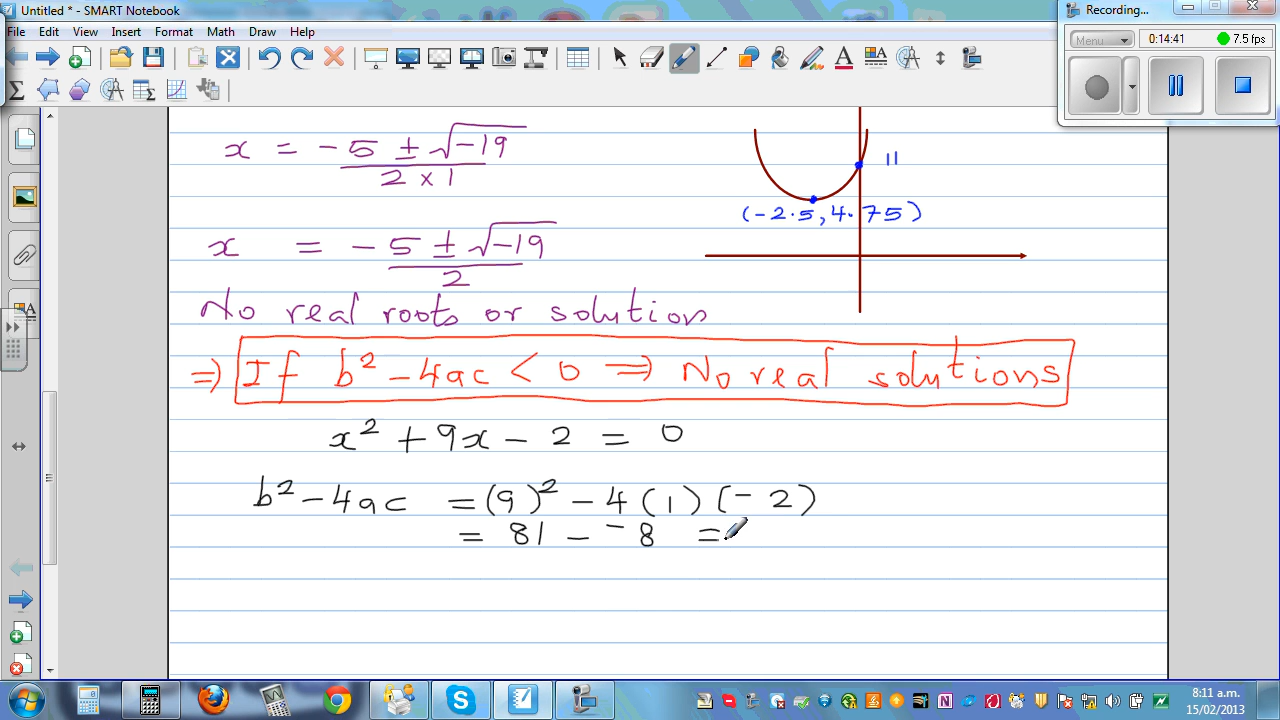 Untitled * - SMART Notebook
File Edit View Insert Format Math Draw Help
Recording...
Menu 0:14:41 7.5 fps
x = -5 ± √-19
2 × 1
11
(-2.5, 4.75)
x = -5 ± √-19
2
No real roots or solution
⇒ If b² - 4ac < 0 ⇒ No real solutions
x² + 9x - 2 = 0
b² - 4ac = (9)² - 4(1)(-2)
= 81 - ⁻8 =
8:11 a.m.
15/02/2013